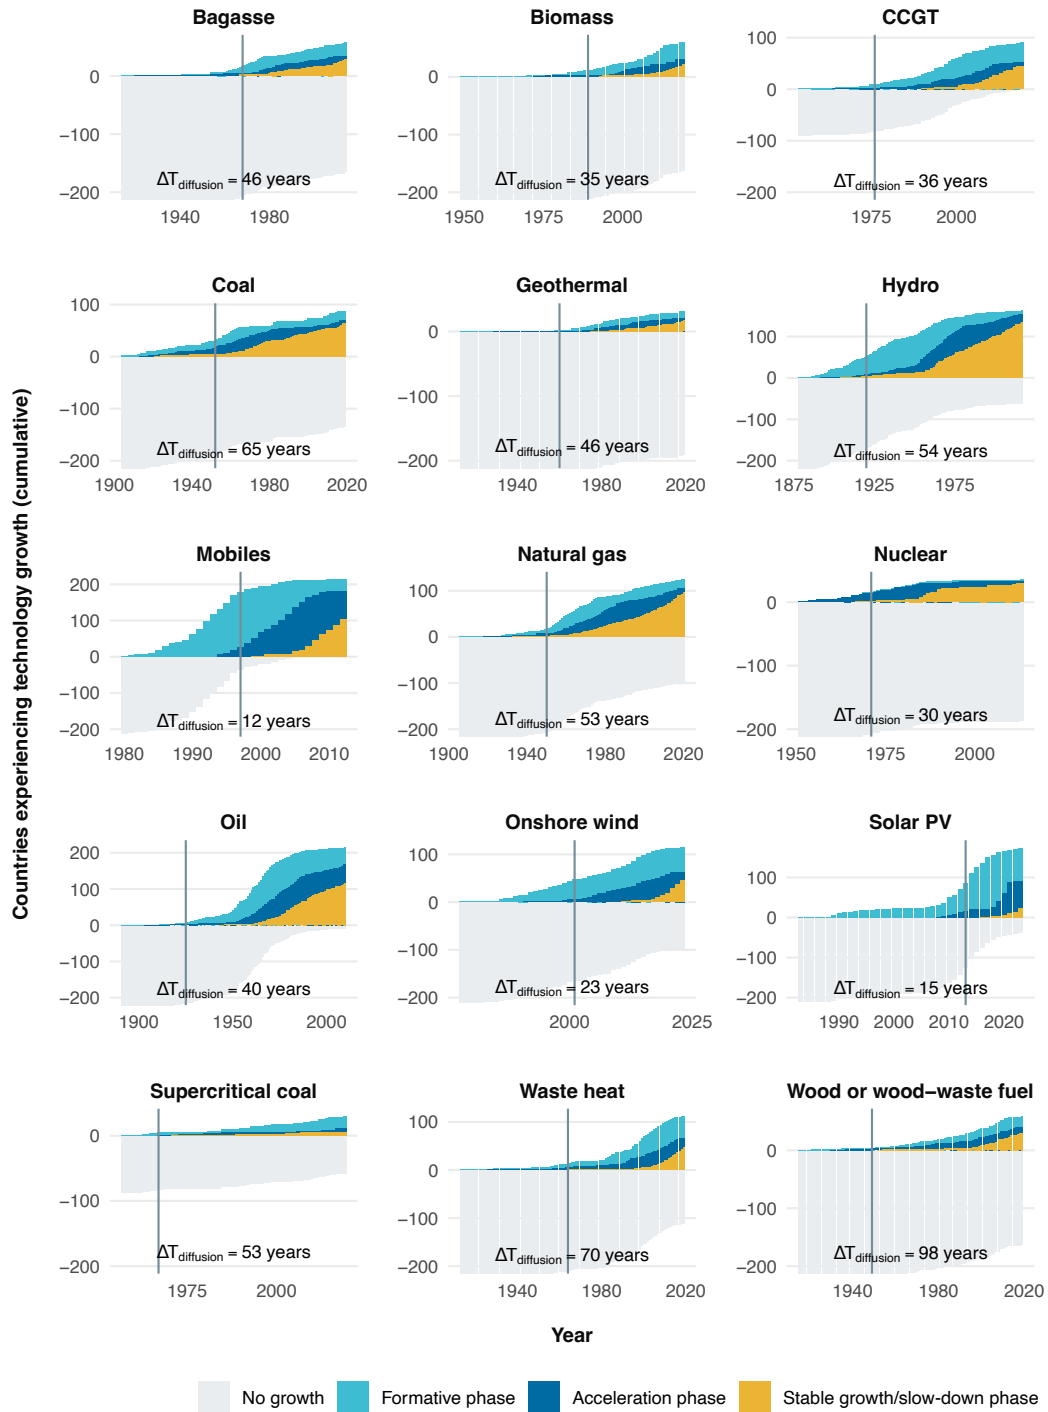 Bagasse
Biomass
CCGT
0
−100
−200
ΔTdiffusion = 46 years
1940
1980
0
−100
−200
ΔTdiffusion = 35 years
1950
1975
2000
100
0
−100
−200
ΔTdiffusion = 36 years
1975
2000
Coal
Geothermal
Hydro
100
0
−100
−200
ΔTdiffusion = 65 years
1900
1940
1980
2020
0
−100
−200
ΔTdiffusion = 46 years
1940
1980
2020
100
0
−100
−200
ΔTdiffusion = 54 years
1875
1925
1975
Mobiles
Natural gas
Nuclear
200
100
0
−100
−200
ΔTdiffusion = 12 years
1980
1990
2000
2010
100
0
−100
−200
ΔTdiffusion = 53 years
1900
1940
1980
2020
0
−100
−200
ΔTdiffusion = 30 years
1950
1975
2000
Oil
Onshore wind
Solar PV
200
100
0
−100
−200
ΔTdiffusion = 40 years
1900
1950
2000
100
0
−100
−200
ΔTdiffusion = 23 years
2000
2025
100
0
−100
−200
ΔTdiffusion = 15 years
1990
2000
2010
2020
Supercritical coal
Waste heat
Wood or wood−waste fuel
0
−100
−200
ΔTdiffusion = 53 years
1975
2000
100
0
−100
−200
ΔTdiffusion = 70 years
1940
1980
2020
0
−100
−200
ΔTdiffusion = 98 years
1940
1980
2020
Countries experiencing technology growth (cumulative)
Year
No growth
Formative phase
Acceleration phase
Stable growth/slow−down phase